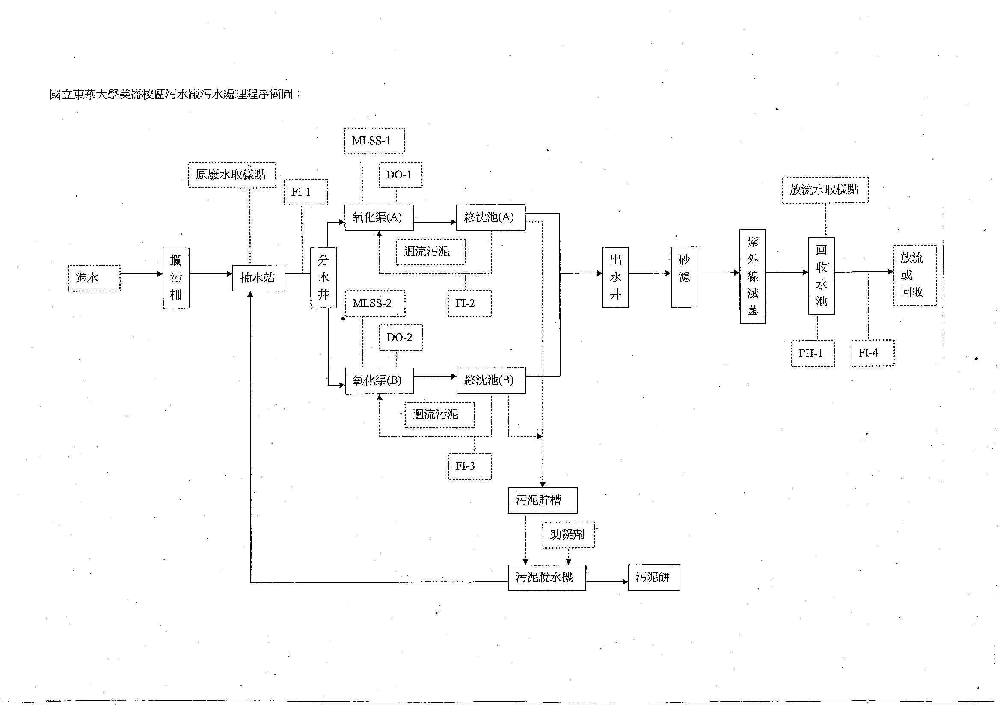 國立東華大學美崙校區污水廠污水處理程序簡圖：
MLSS-1
原廢水取樣點
DO-1
FI-1
放流水取樣點
氧化渠(A)
終沈池(A)
迴流污泥
進水
攔污柵
抽水站
分水井
出水井
砂濾
紫外線滅菌
回收水池
放流
或
回收
MLSS-2
FI-2
DO-2
PH-1
FI-4
氧化渠(B)
終沈池(B)
迴流污泥
FI-3
污泥貯槽
助凝劑
污泥脫水機
污泥餅